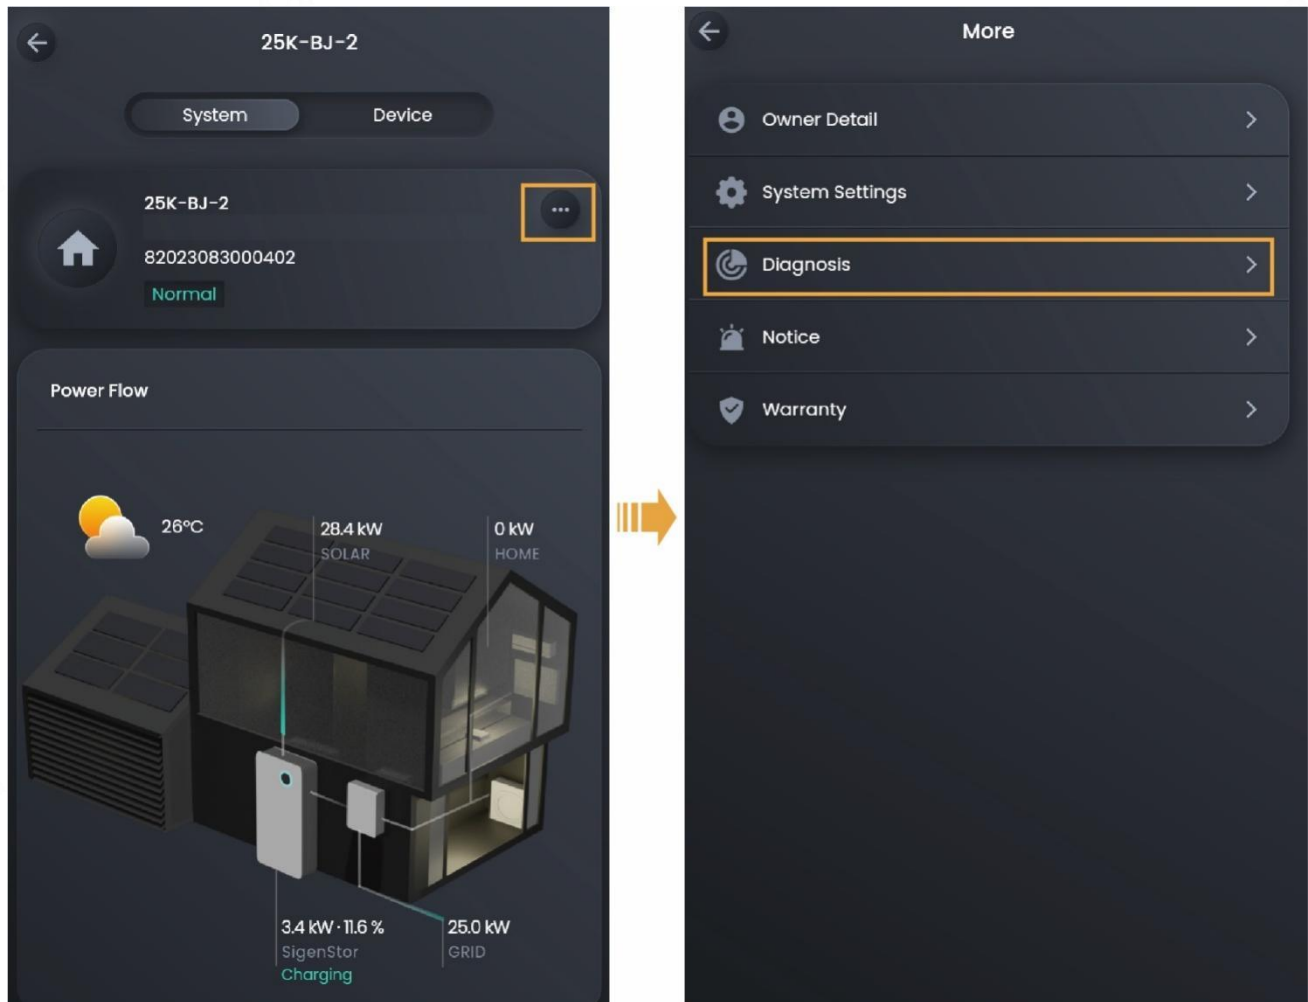 25K-BJ-2
System
Device
25K-BJ-2
82023083000402
Normal
Power Flow
26°C
28.4 kW
SOLAR
0 kW
HOME
3.4 kW · 11.6 %
SigenStor
Charging
25.0 kW
GRID
More
Owner Detail
System Settings
Diagnosis
Notice
Warranty